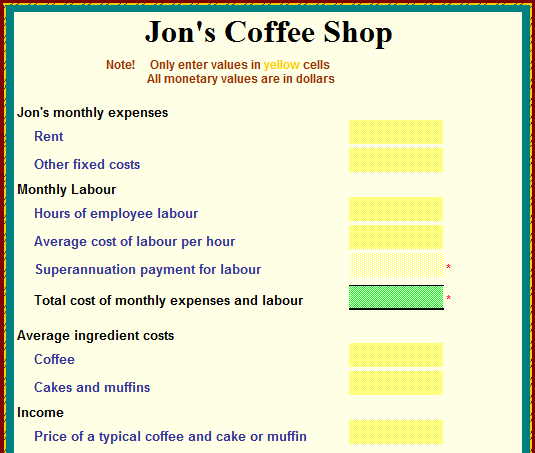 Jon's Coffee Shop
Note! Only enter values in yellow cells
All monetary values are in dollars
Jon's monthly expenses
Rent
Other fixed costs
Monthly Labour
Hours of employee labour
Average cost of labour per hour
Superannuation payment for labour *
Total cost of monthly expenses and labour *
Average ingredient costs
Coffee
Cakes and muffins
Income
Price of a typical coffee and cake or muffin